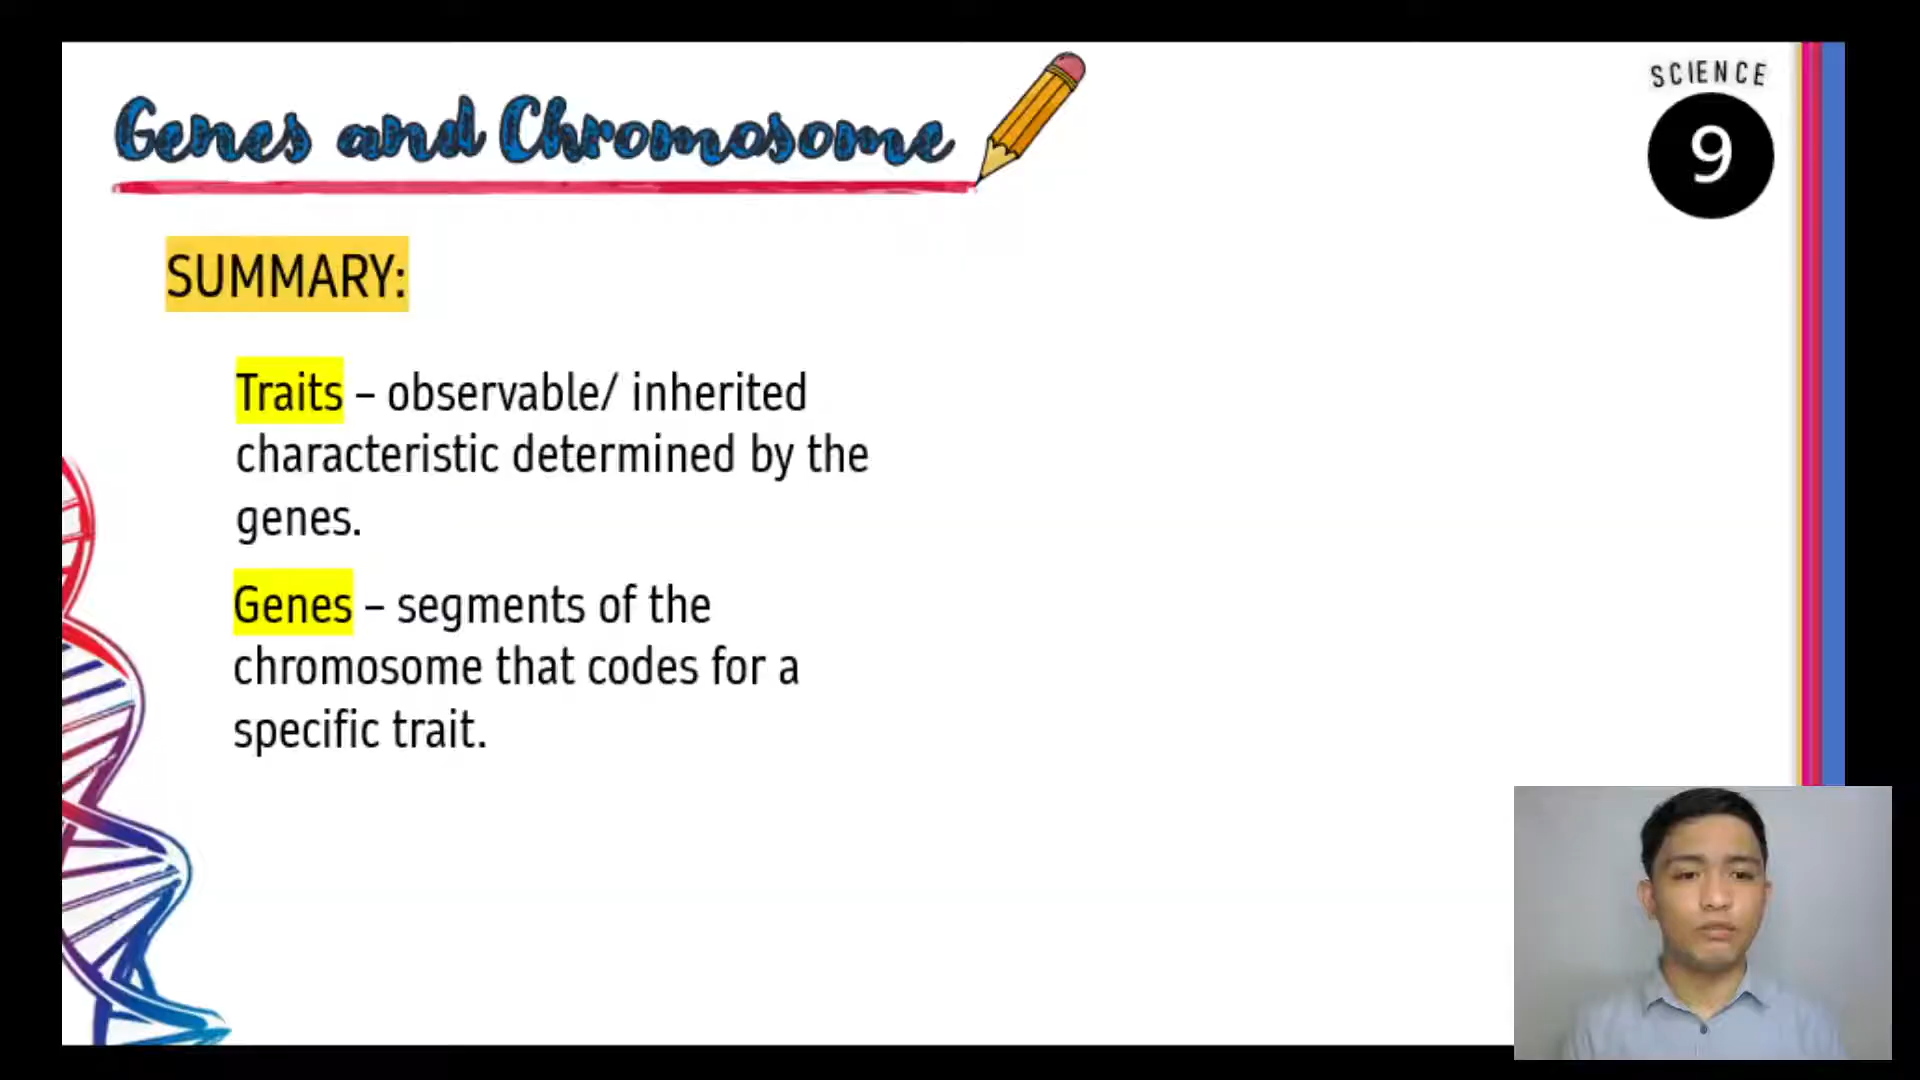 Genes and Chromosome
SCIENCE
9
SUMMARY:
Traits – observable/ inherited
characteristic determined by the
genes.
Genes – segments of the
chromosome that codes for a
specific trait.